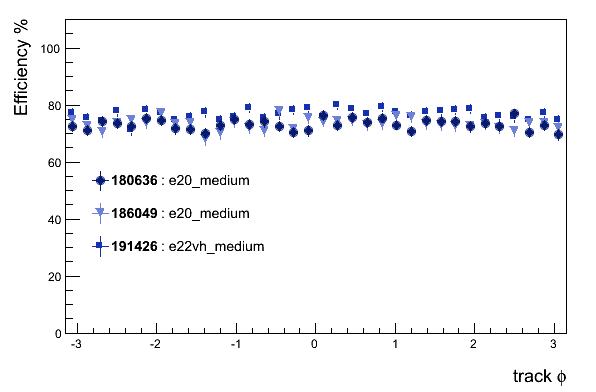 Efficiency %
100
80
60
40
20
0
180636 : e20_medium
186049 : e20_medium
191426 : e22vh_medium
-3 -2 -1 0 1 2 3
track ϕ